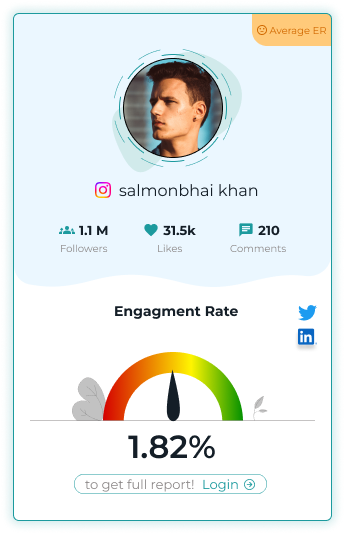 Average ER
salmonbhai khan
1.1 M 31.5k 210
Followers Likes Comments
Engagment Rate
in
1.82%
to get full report! Login